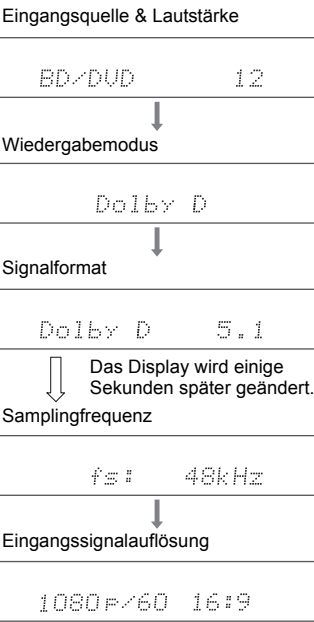 Eingangsquelle & Lautstärke
BD/DVD 12
Wiedergabemodus
Dolby D
Signalformat
Dolby D 5.1
Das Display wird einige
Sekunden später geändert.
Samplingfrequenz
fs: 48kHz
Eingangssignalauflösung
1080p/60 16:9